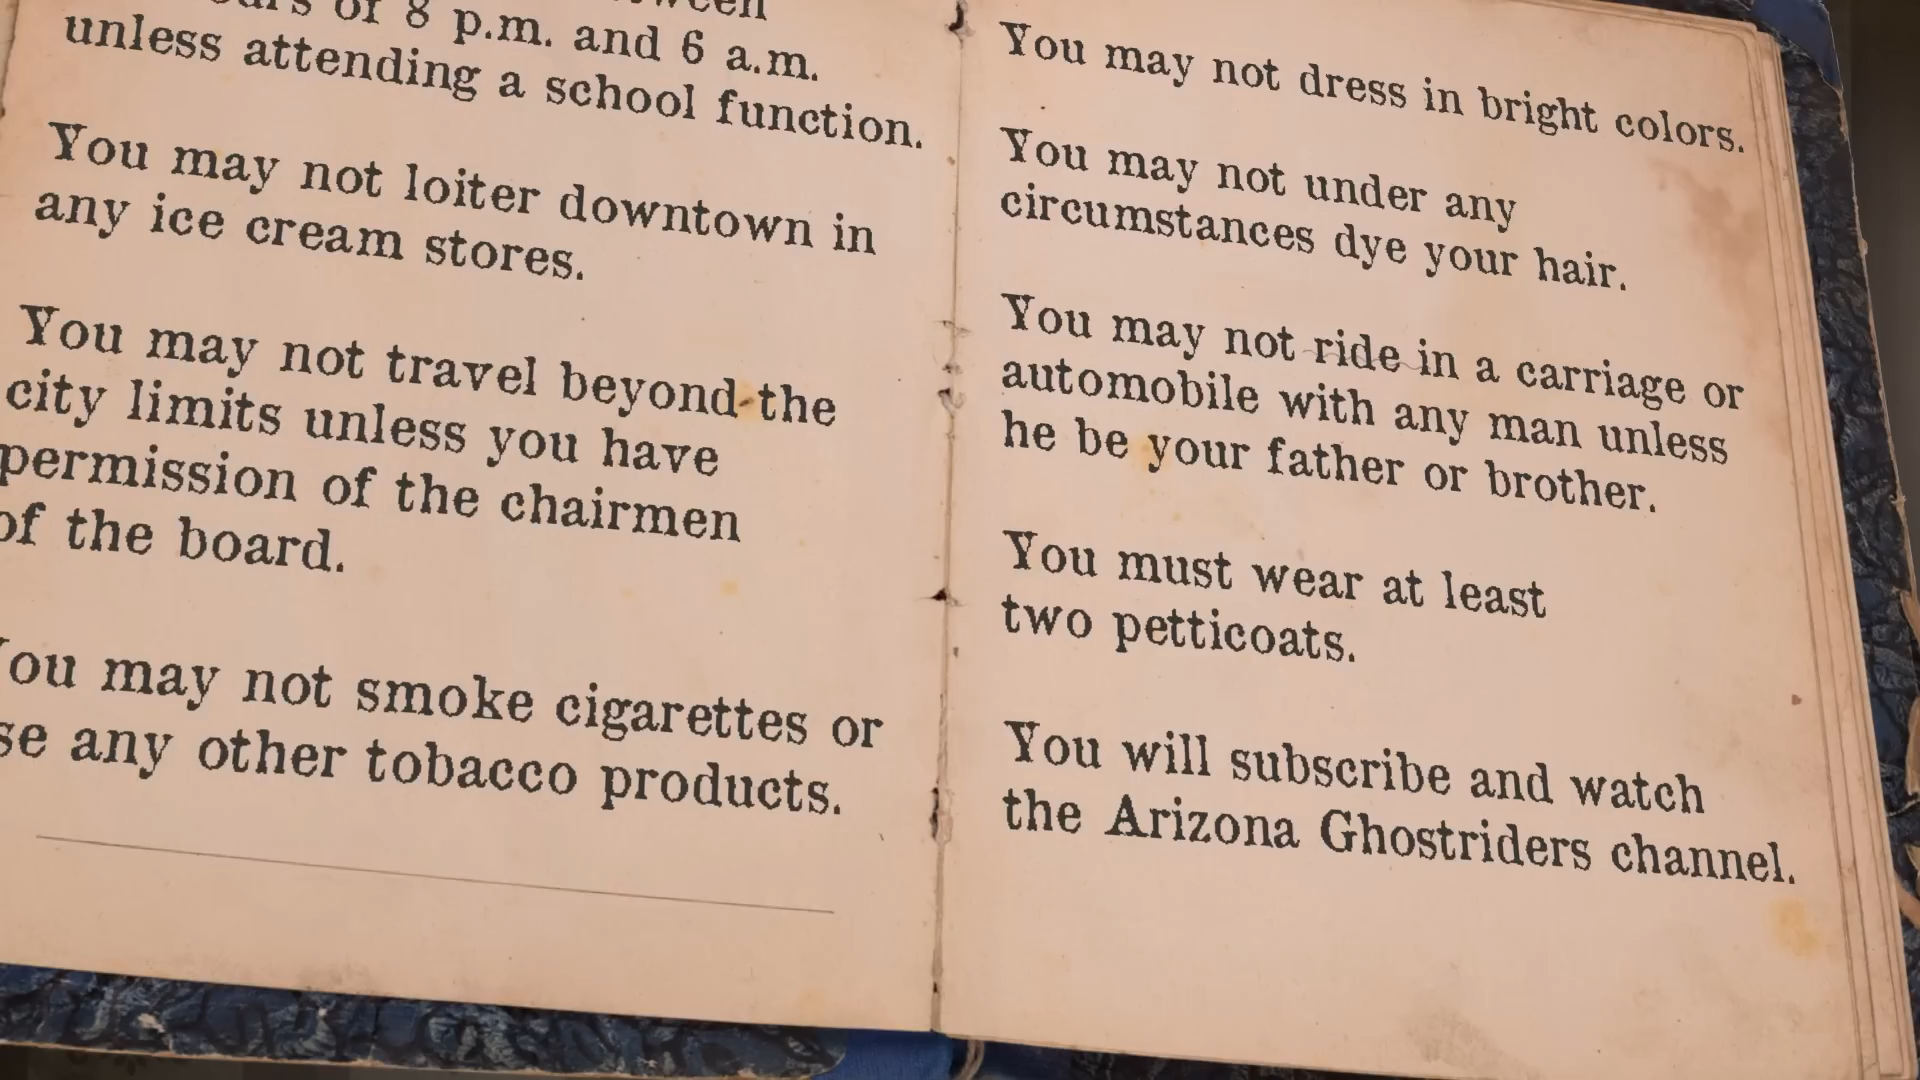 of 8 p.m. and 6 a.m.
unless attending a school function.
You may not loiter downtown in
any ice cream stores.
You may not travel beyond the
city limits unless you have
permission of the chairmen
of the board.
You may not smoke cigarettes or
any other tobacco products.
You may not dress in bright colors.
You may not under any
circumstances dye your hair.
You may not ride in a carriage or
automobile with any man unless
he be your father or brother.
You must wear at least
two petticoats.
You will subscribe and watch
the Arizona Ghostriders channel.